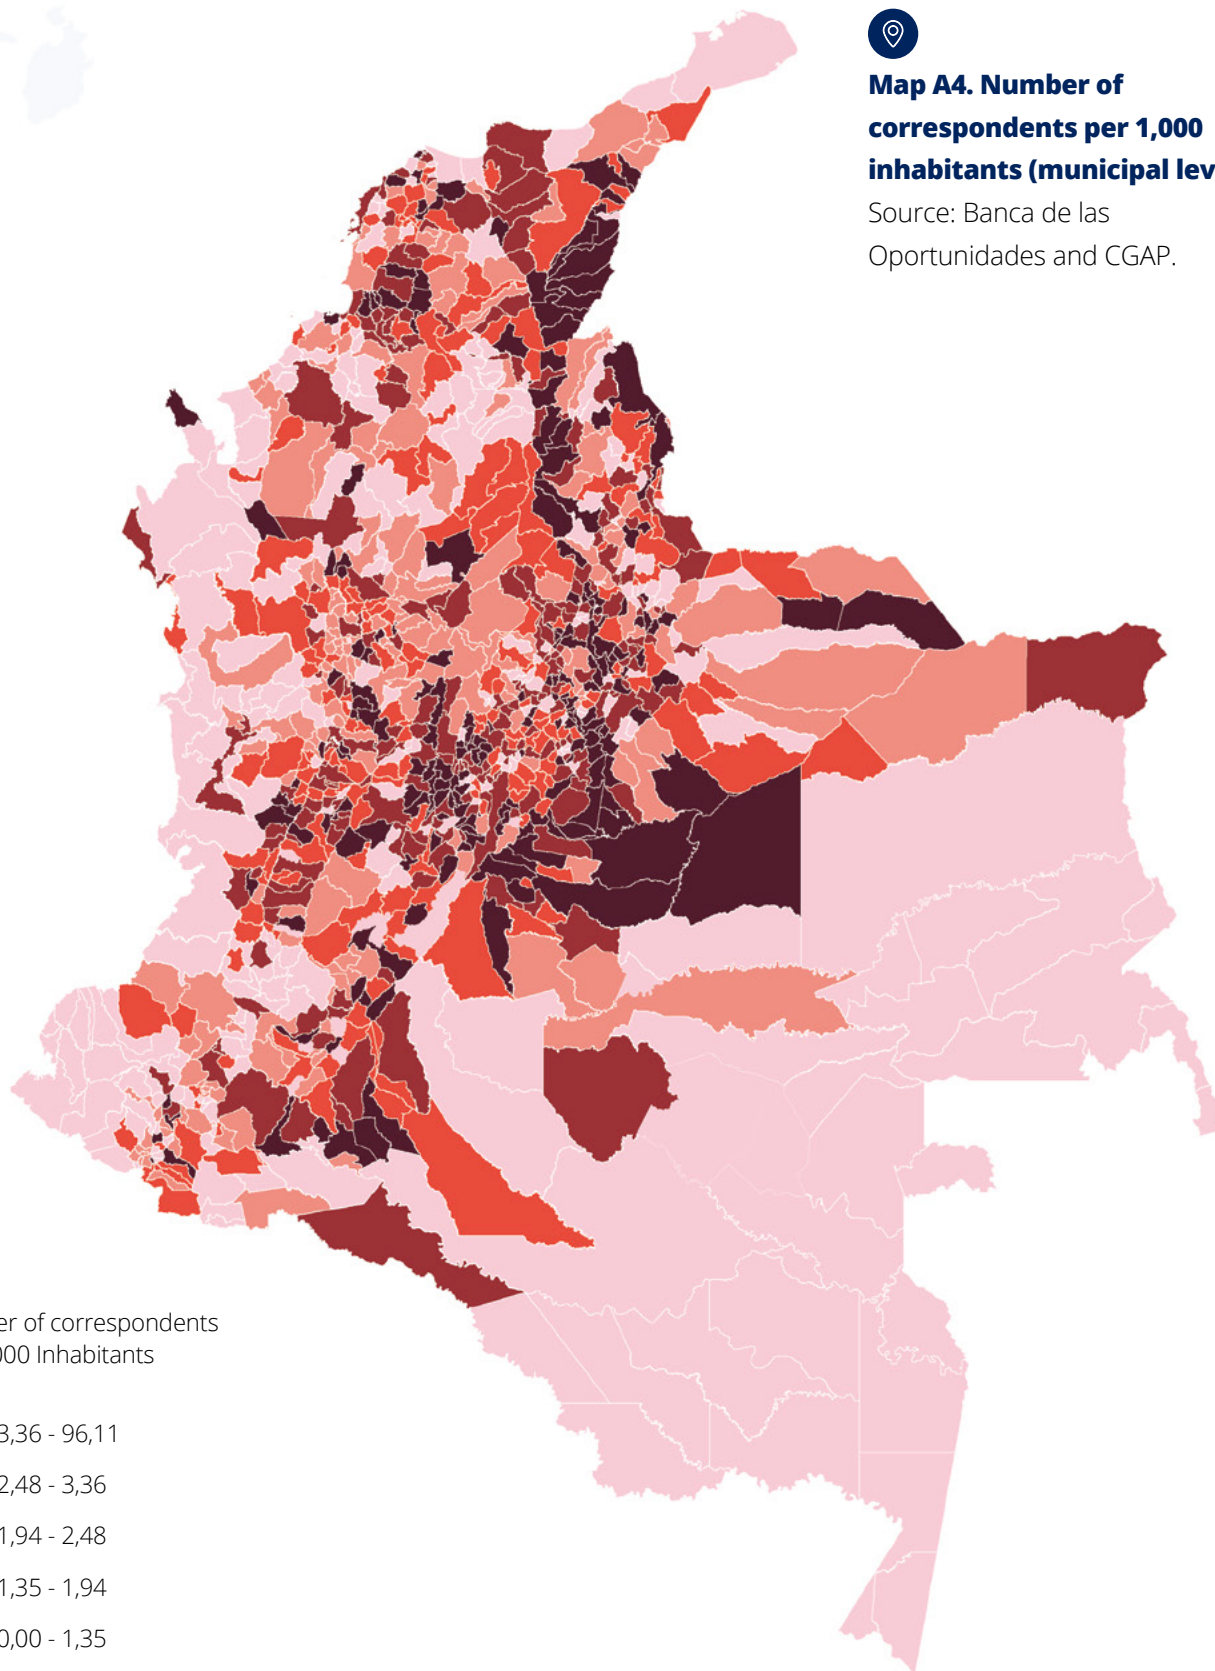 Map A4. Number of
correspondents per 1,000
inhabitants (municipal lev
Source: Banca de las
Oportunidades and CGAP.
er of correspondents
000 Inhabitants
3,36 - 96,11
2,48 - 3,36
1,94 - 2,48
1,35 - 1,94
0,00 - 1,35